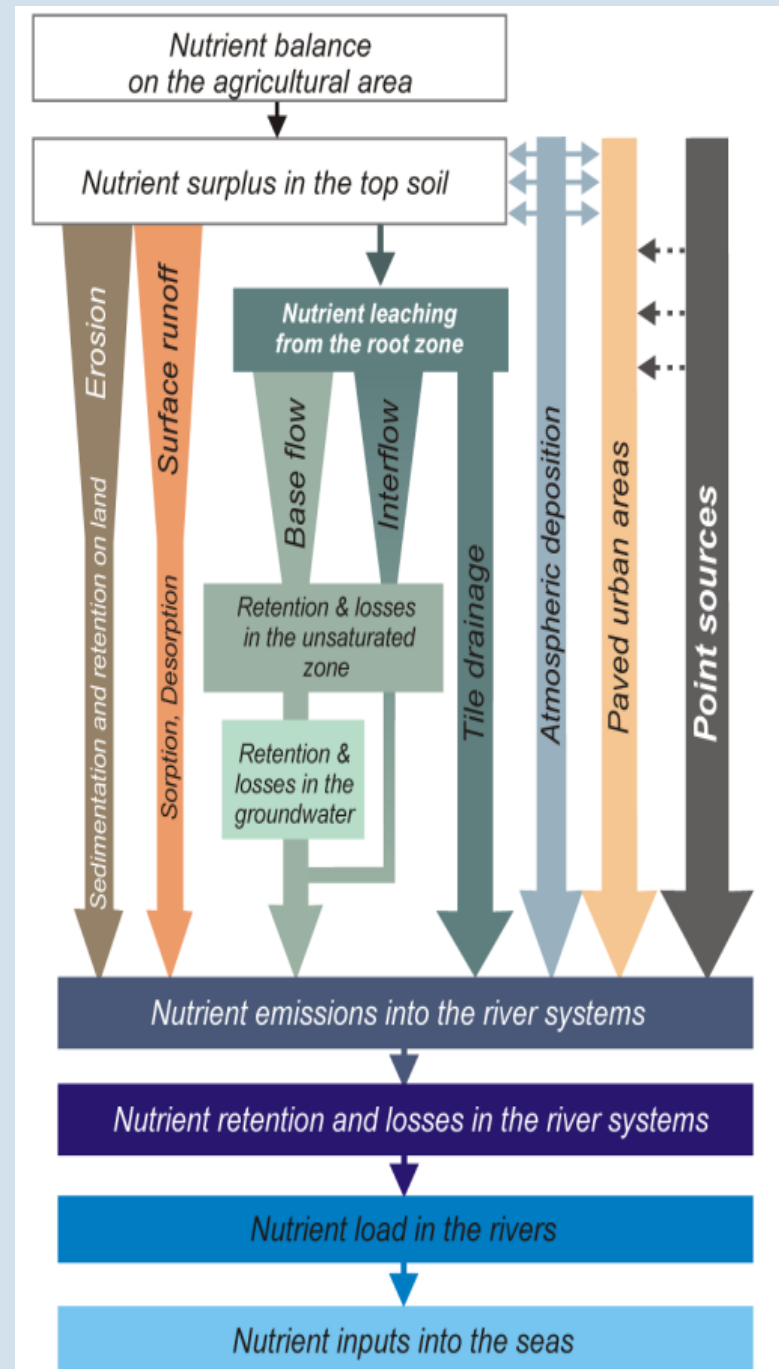 Nutrient balance
on the agricultural area
Nutrient surplus in the top soil
Erosion
Sedimentation and retention on land
Surface runoff
Sorption, Desorption
Nutrient leaching
from the root zone
Base flow
Interflow
Retention & losses
in the unsaturated
zone
Retention &
losses in the
groundwater
Tile drainage
Atmospheric deposition
Paved urban areas
Point sources
Nutrient emissions into the river systems
Nutrient retention and losses in the river systems
Nutrient load in the rivers
Nutrient inputs into the seas